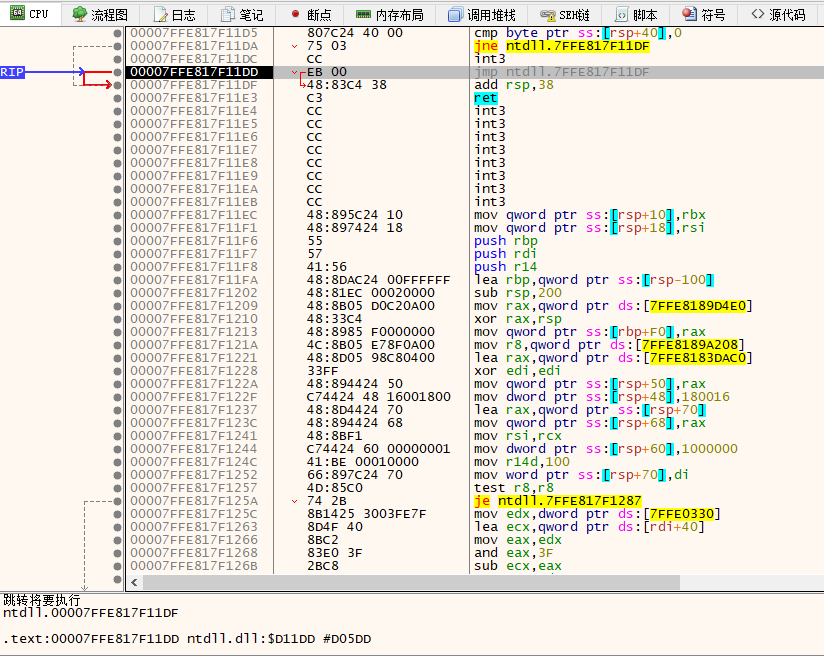 CPU 流程图 日志 笔记 断点 内存布局 调用堆栈 SEH链 脚本 符号 <> 源代码
00007FFE817F11D5 807C24 40 00 cmp byte ptr ss:[rsp+40],0
00007FFE817F11DA 75 03 jne ntdll.7FFE817F11DF
00007FFE817F11DC CC int3
RIP 00007FFE817F11DD EB 00 jmp ntdll.7FFE817F11DF
00007FFE817F11DF 48:83C4 38 add rsp,38
00007FFE817F11E3 C3 ret
00007FFE817F11E4 CC int3
00007FFE817F11E5 CC int3
00007FFE817F11E6 CC int3
00007FFE817F11E7 CC int3
00007FFE817F11E8 CC int3
00007FFE817F11E9 CC int3
00007FFE817F11EA CC int3
00007FFE817F11EB CC int3
00007FFE817F11EC 48:895C24 10 mov qword ptr ss:[rsp+10],rbx
00007FFE817F11F1 48:897424 18 mov qword ptr ss:[rsp+18],rsi
00007FFE817F11F6 55 push rbp
00007FFE817F11F7 57 push rdi
00007FFE817F11F8 41:56 push r14
00007FFE817F11FA 48:8DAC24 00FFFFFF lea rbp,qword ptr ss:[rsp-100]
00007FFE817F1202 48:81EC 00020000 sub rsp,200
00007FFE817F1209 48:8B05 D0C20A00 mov rax,qword ptr ds:[7FFE8189D4E0]
00007FFE817F1210 48:33C4 xor rax,rsp
00007FFE817F1213 48:8985 F0000000 mov qword ptr ss:[rbp+F0],rax
00007FFE817F121A 4C:8B05 E78F0A00 mov r8,qword ptr ds:[7FFE8189A208]
00007FFE817F1221 48:8D05 98C80400 lea rax,qword ptr ds:[7FFE8183DAC0]
00007FFE817F1228 33FF xor edi,edi
00007FFE817F122A 48:894424 50 mov qword ptr ss:[rsp+50],rax
00007FFE817F122F C74424 48 16001800 mov dword ptr ss:[rsp+48],180016
00007FFE817F1237 48:8D4424 70 lea rax,qword ptr ss:[rsp+70]
00007FFE817F123C 48:894424 68 mov qword ptr ss:[rsp+68],rax
00007FFE817F1241 48:8BF1 mov rsi,rcx
00007FFE817F1244 C74424 60 00000001 mov dword ptr ss:[rsp+60],1000000
00007FFE817F124C 41:BE 00010000 mov r14d,100
00007FFE817F1252 66:897C24 70 mov word ptr ss:[rsp+70],di
00007FFE817F1257 4D:85C0 test r8,r8
00007FFE817F125A 74 2B je ntdll.7FFE817F1287
00007FFE817F125C 8B1425 3003FE7F mov edx,dword ptr ds:[7FFE0330]
00007FFE817F1263 8D4F 40 lea ecx,qword ptr ds:[rdi+40]
00007FFE817F1266 8BC2 mov eax,edx
00007FFE817F1268 83E0 3F and eax,3F
00007FFE817F126B 2BC8 sub ecx,eax
跳转将要执行
ntdll.00007FFE817F11DF
.text:00007FFE817F11DD ntdll.dll:$D11DD #D05DD